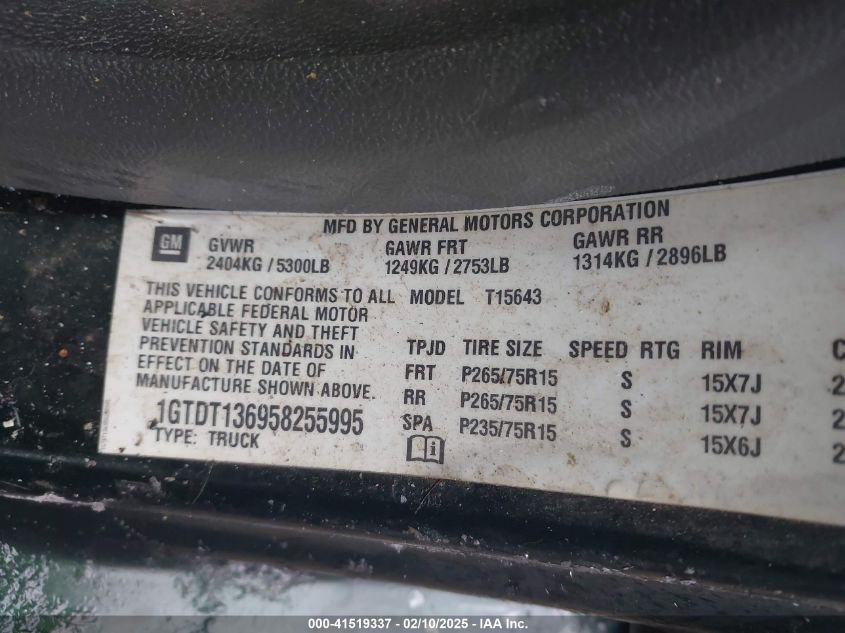 MFD BY GENERAL MOTORS CORPORATION
GM
GVWR GAWR FRT GAWR RR
2404KG / 5300LB 1249KG / 2753LB 1314KG / 2896LB
THIS VEHICLE CONFORMS TO ALL
APPLICABLE FEDERAL MOTOR
VEHICLE SAFETY AND THEFT
PREVENTION STANDARDS IN
EFFECT ON THE DATE OF
MANUFACTURE SHOWN ABOVE.
1GTDT136958255995
TYPE: TRUCK
MODEL T15643
TPJD TIRE SIZE SPEED RTG RIM C
FRT P265/75R15 S 15X7J 2
RR P265/75R15 S 15X7J 2
SPA P235/75R15 S 15X6J 2
i
000-41519337 - 02/10/2025 - IAA Inc.